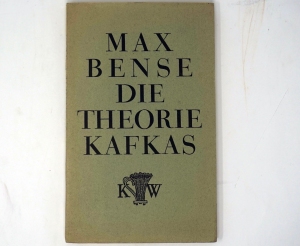 MAX
BENSE
DIE
THEORIE
KAFKAS
K W